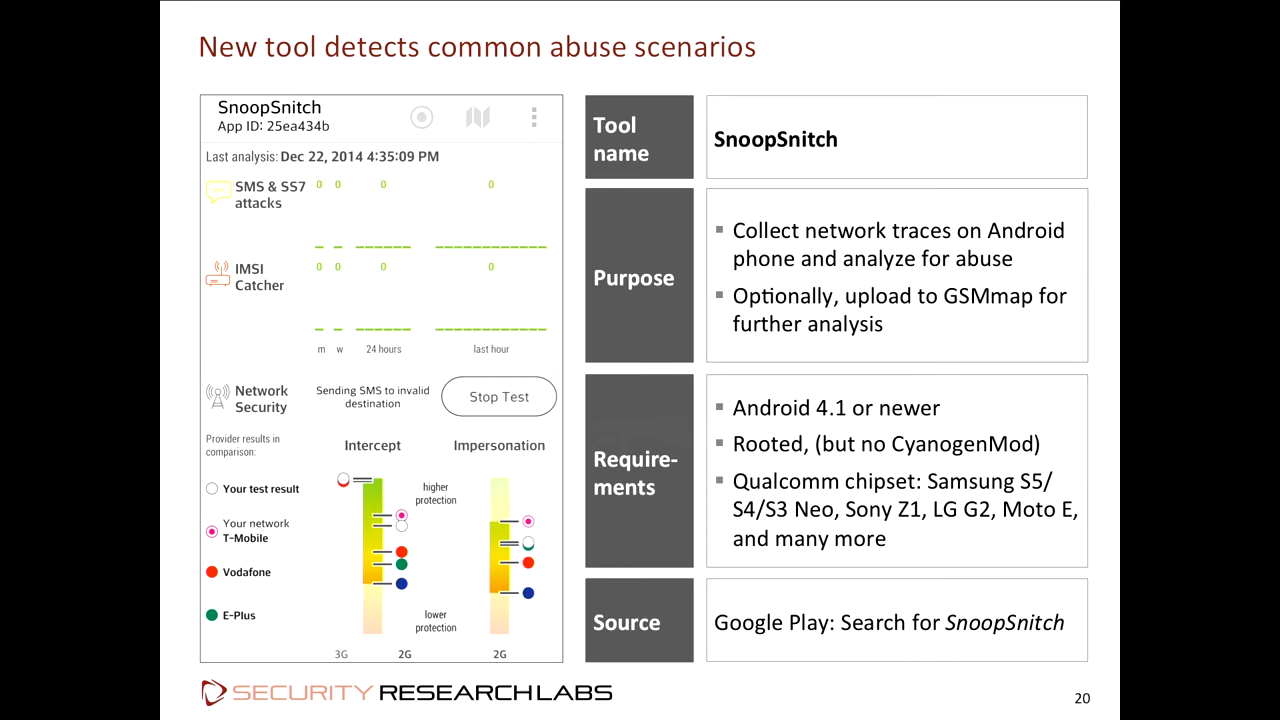 New tool detects common abuse scenarios
SnoopSnitch
App ID: 25ea434b
Last analysis: Dec 22, 2014 4:35:09 PM
SMS & SS7
attacks
0 0 0 0
IMSI
Catcher
0 0 0 0
m w 24 hours last hour
Network
Security
Sending SMS to invalid
destination
Stop Test
Provider results in
comparison:
Intercept
Impersonation
Your test result
Your network
T-Mobile
Vodafone
E-Plus
higher
protection
lower
protection
3G 2G 2G
Tool
name
SnoopSnitch
Purpose
▪ Collect network traces on Android
phone and analyze for abuse
▪ Optionally, upload to GSMmap for
further analysis
Require-
ments
▪ Android 4.1 or newer
▪ Rooted, (but no CyanogenMod)
▪ Qualcomm chipset: Samsung S5/
S4/S3 Neo, Sony Z1, LG G2, Moto E,
and many more
Source
Google Play: Search for SnoopSnitch
SECURITY RESEARCH LABS
20